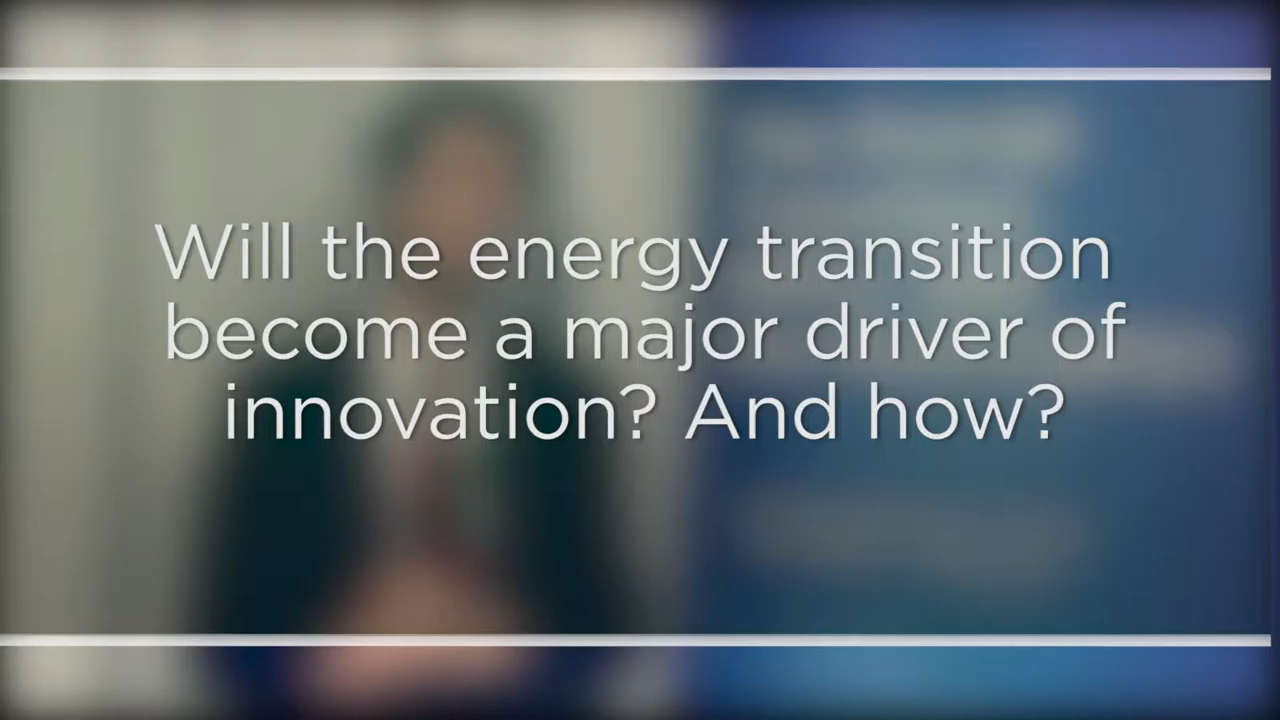 Will the energy transition
become a major driver of
innovation? And how?